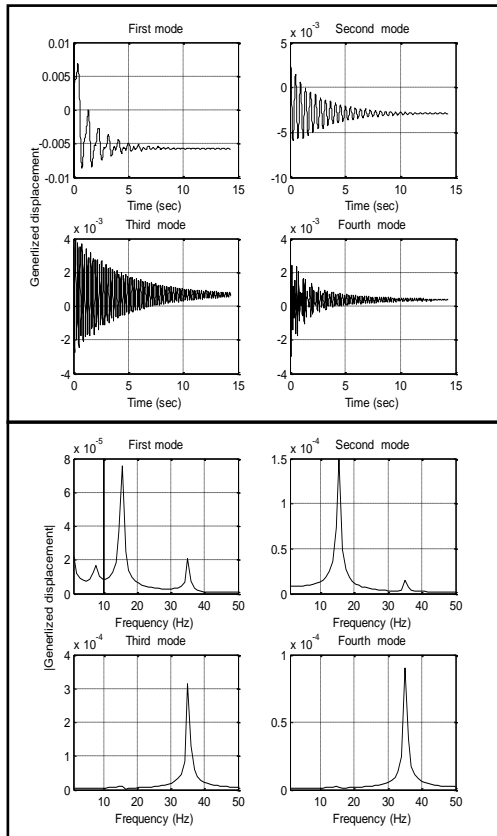 First mode
0.01
0.005
0
-0.005
-0.01
0 5 10 15
Time (sec)
Second mode
x 10^-3
5
0
-5
-10
0 5 10 15
Time (sec)
Generlized displacement
Third mode
x 10^-3
4
2
0
-2
-4
0 5 10 15
Time (sec)
Fourth mode
x 10^-3
4
2
0
-2
-4
0 5 10 15
Time (sec)
First mode
x 10^-5
8
6
4
2
0
10 20 30 40 50
Frequency (Hz)
Second mode
x 10^-4
1.5
1
0.5
0
10 20 30 40 50
Frequency (Hz)
|Generlized displacement|
Third mode
x 10^-4
4
3
2
1
0
10 20 30 40 50
Frequency (Hz)
Fourth mode
x 10^-4
1
0.5
0
10 20 30 40 50
Frequency (Hz)